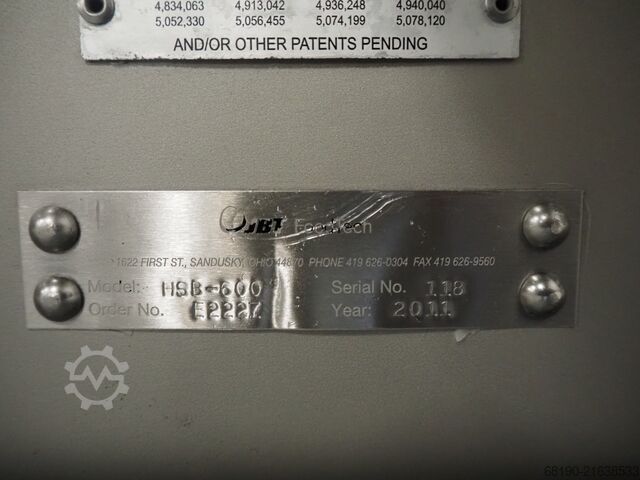 4,834,063 4,913,042 4,936,248 4,940,040
5,052,330 5,056,455 5,074,199 5,078,120
AND/OR OTHER PATENTS PENDING
JBT FoodTech
1622 FIRST ST., SANDUSKY, OHIO 44870 PHONE 419 626-0304 FAX 419 626-9560
Model: HSB-600 Serial No. 118
Order No. E2227 Year: 2011
68190-21638533